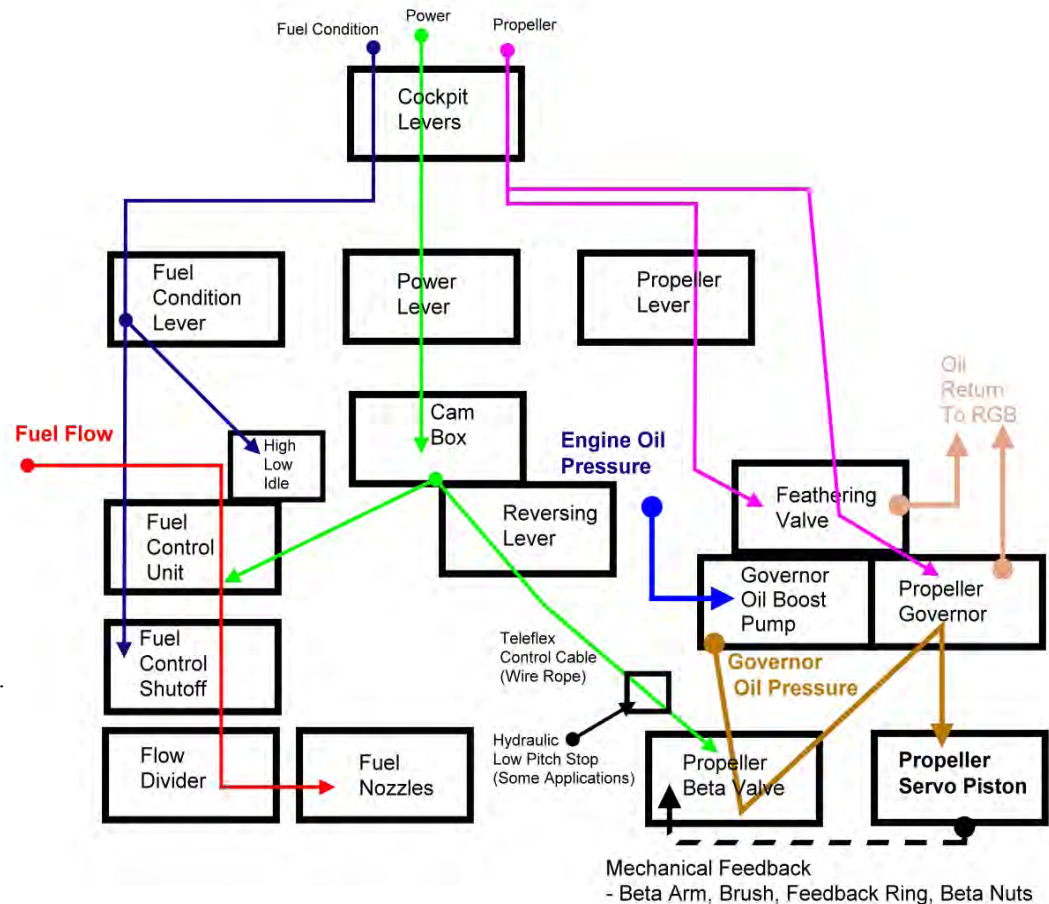 Fuel Condition
Power
Propeller
Cockpit
Levers
Fuel
Condition
Lever
Power
Lever
Propeller
Lever
Oil
Return
To RGB
Fuel Flow
High
Low
Idle
Cam
Box
Engine Oil
Pressure
Feathering
Valve
Fuel
Control
Unit
Reversing
Lever
Governor
Oil Boost
Pump
Propeller
Governor
Fuel
Control
Shutoff
Teleflex
Control Cable
(Wire Rope)
Governor
Oil Pressure
Flow
Divider
Fuel
Nozzles
Hydraulic
Low Pitch Stop
(Some Applications)
Propeller
Beta Valve
Propeller
Servo Piston
Mechanical Feedback
- Beta Arm, Brush, Feedback Ring, Beta Nuts